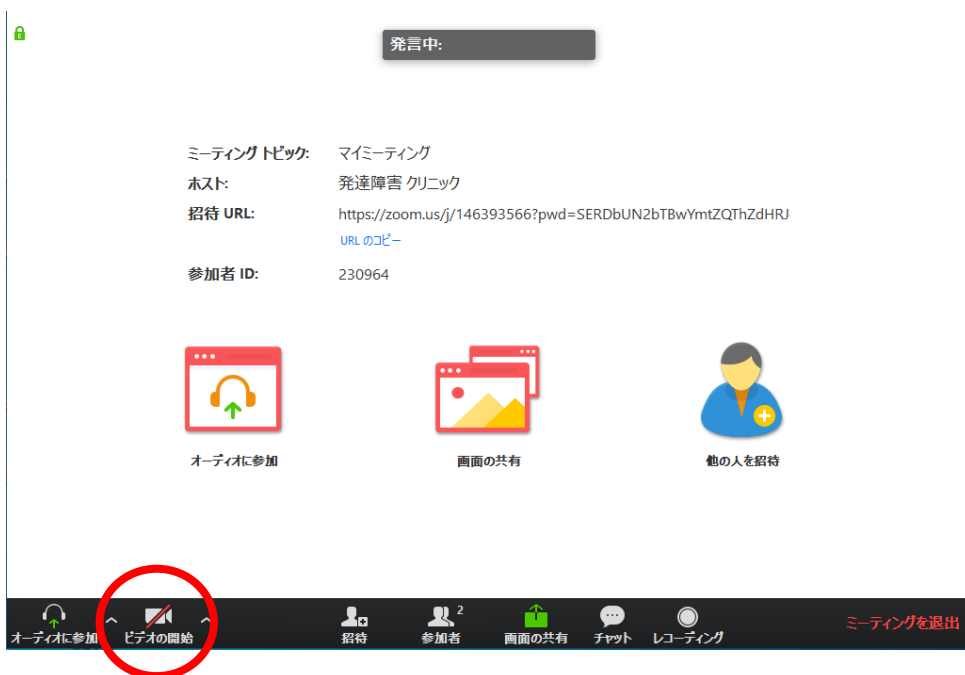 発言中:
ミーティング トピック: マイミーティング
ホスト: 発達障害 クリニック
招待 URL: https://zoom.us/j/146393566?pwd=SERDbUN2bTBwYmtZQThZdHRJ
URL のコピー
参加者 ID: 230964
オーディオに参加 画面の共有 他の人を招待
2
オーディオに参加 ビデオの開始 招待 参加者 画面の共有 チャット レコーディング ミーティングを退出